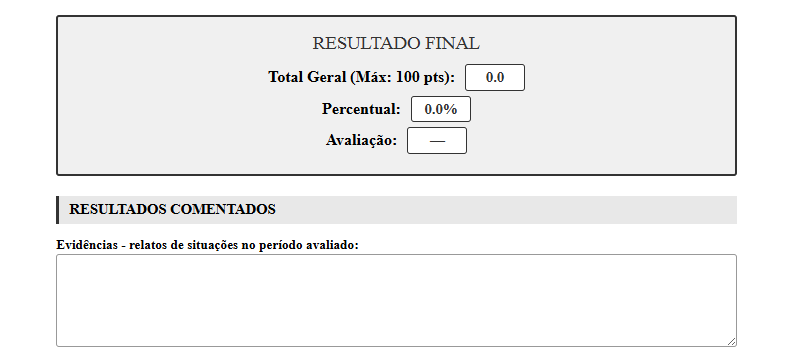 RESULTADO FINAL
Total Geral (Máx: 100 pts): 0.0
Percentual: 0.0%
Avaliação: —
RESULTADOS COMENTADOS
Evidências - relatos de situações no período avaliado: